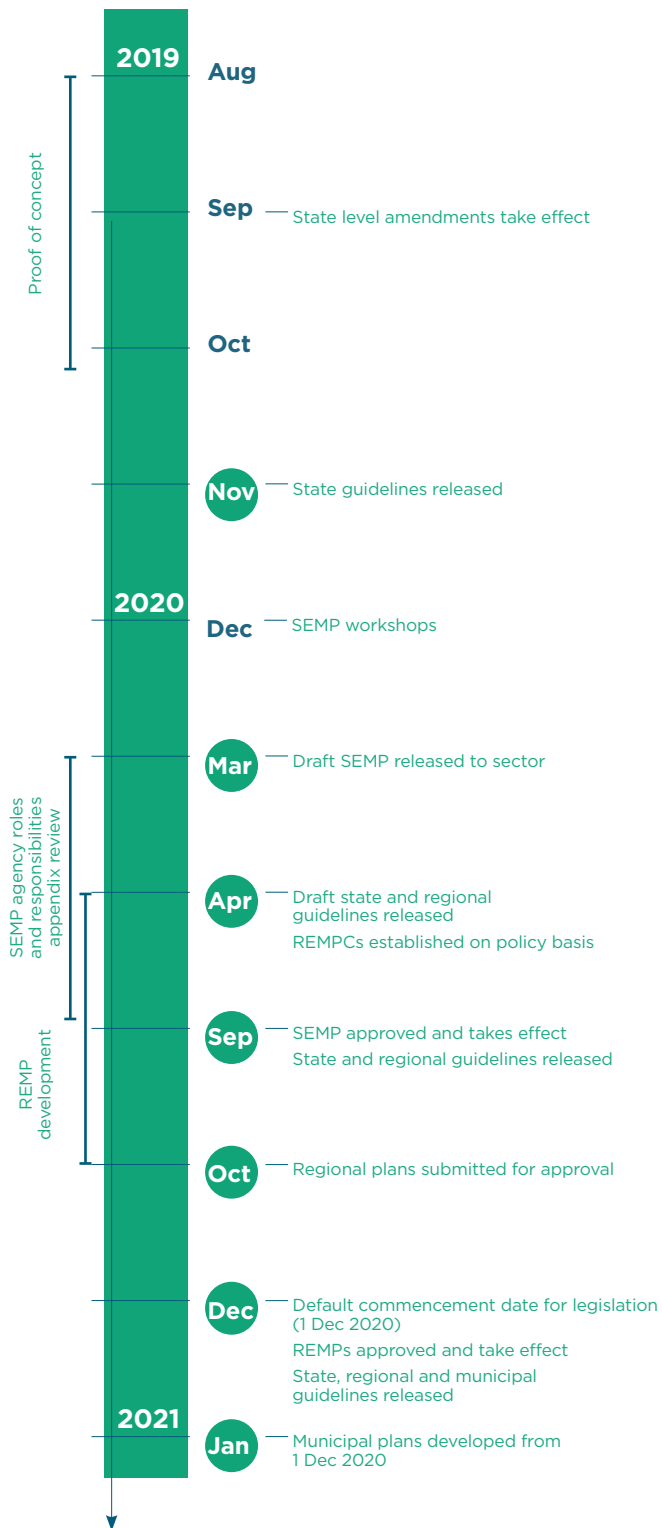 2019
Aug
Proof of concept
Sep
State level amendments take effect
Oct
Nov
State guidelines released
2020
Dec
SEMP workshops
Mar
Draft SEMP released to sector
SEMP agency roles
and responsibilities
appendix review
Apr
Draft state and regional
guidelines released
REMPCs established on policy basis
REMP
development
Sep
SEMP approved and takes effect
State and regional guidelines released
Oct
Regional plans submitted for approval
Dec
Default commencement date for legislation
(1 Dec 2020)
REMPs approved and take effect
State, regional and municipal
guidelines released
2021
Jan
Municipal plans developed from
1 Dec 2020